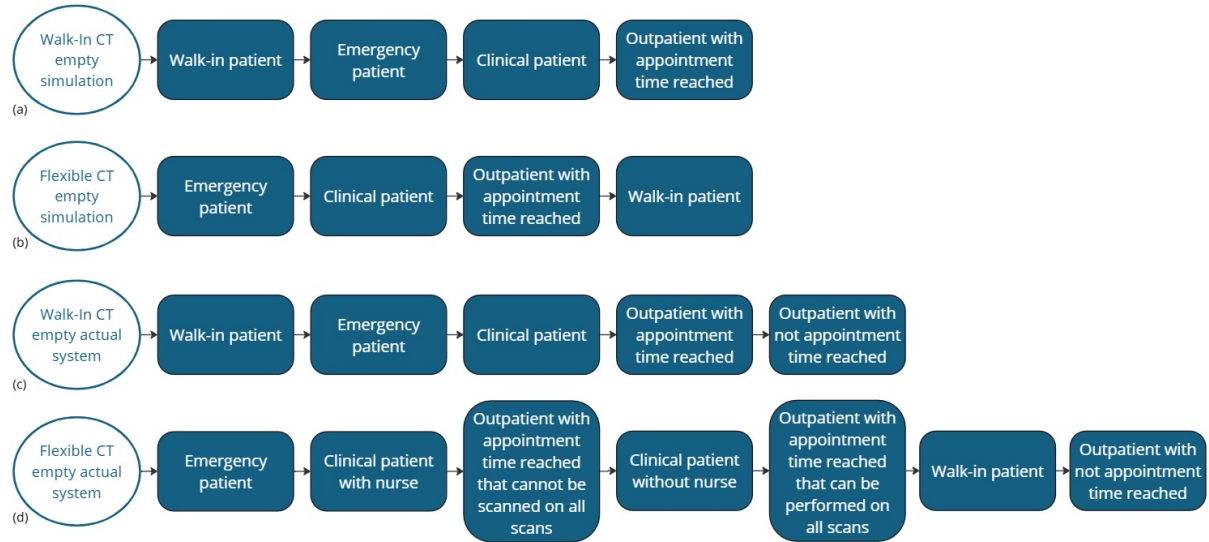 Walk-In CT
empty
simulation
Walk-in patient
Emergency
patient
Clinical patient
Outpatient with
appointment
time reached
(a)
Flexible CT
empty
simulation
Emergency
patient
Clinical patient
Outpatient with
appointment
time reached
Walk-in patient
(b)
Walk-In CT
empty actual
system
Walk-in patient
Emergency
patient
Clinical patient
Outpatient with
appointment
time reached
Outpatient with
not appointment
time reached
(c)
Flexible CT
empty actual
system
Emergency
patient
Clinical patient
with nurse
Outpatient with
appointment
time reached
that cannot be
scanned on all
scans
Clinical patient
without nurse
Outpatient with
appointment
time reached
that can be
performed on
all scans
Walk-in patient
Outpatient with
not appointment
time reached
(d)